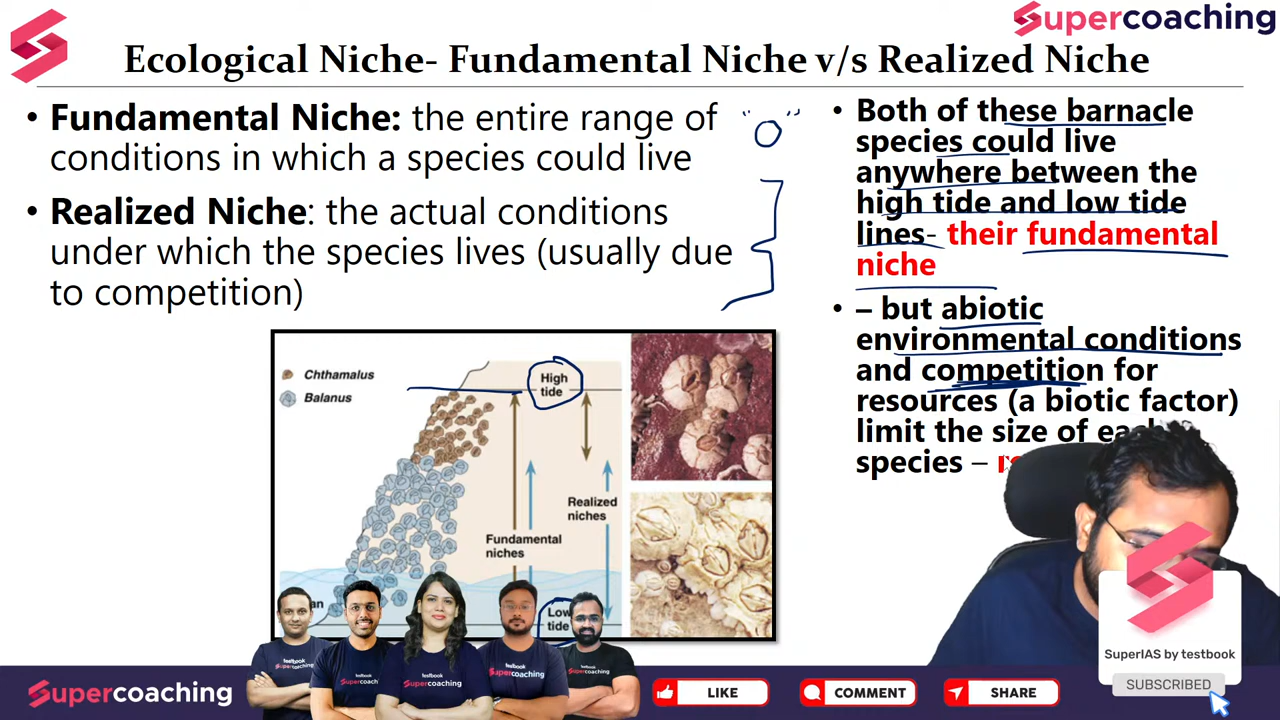 Supercoaching
Ecological Niche- Fundamental Niche v/s Realized Niche
• Fundamental Niche: the entire range of
conditions in which a species could live
• Realized Niche: the actual conditions
under which the species lives (usually due
to competition)
• Both of these barnacle
species could live
anywhere between the
high tide and low tide
lines- their fundamental
niche
• – but abiotic
environmental conditions
and competition for
resources (a biotic factor)
limit the size of
species –
Chthamalus
Balanus
High
tide
Realized
niches
Fundamental
niches
Low
tide
testbook
Supercoaching
SuperIAS by testbook
SUBSCRIBED
Supercoaching
LIKE
COMMENT
SHARE